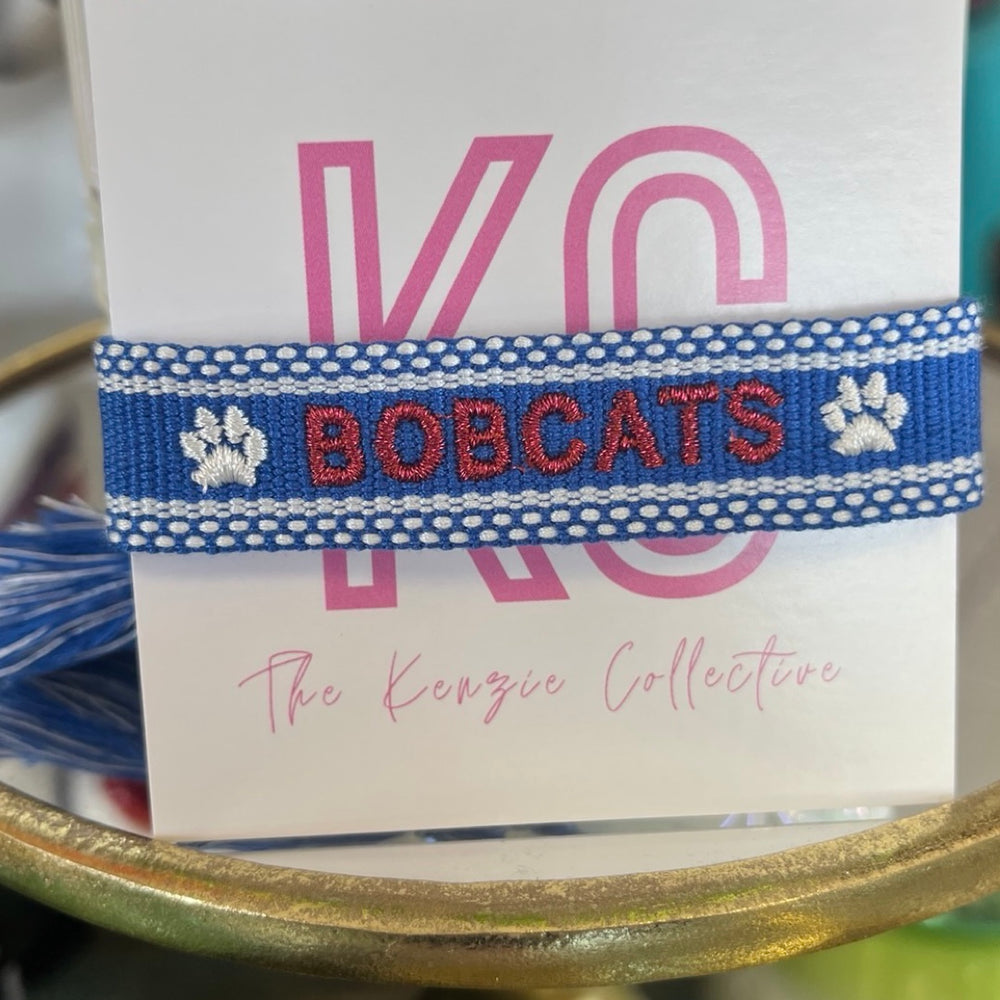 KC
BOBCATS
The Kenzie Collective